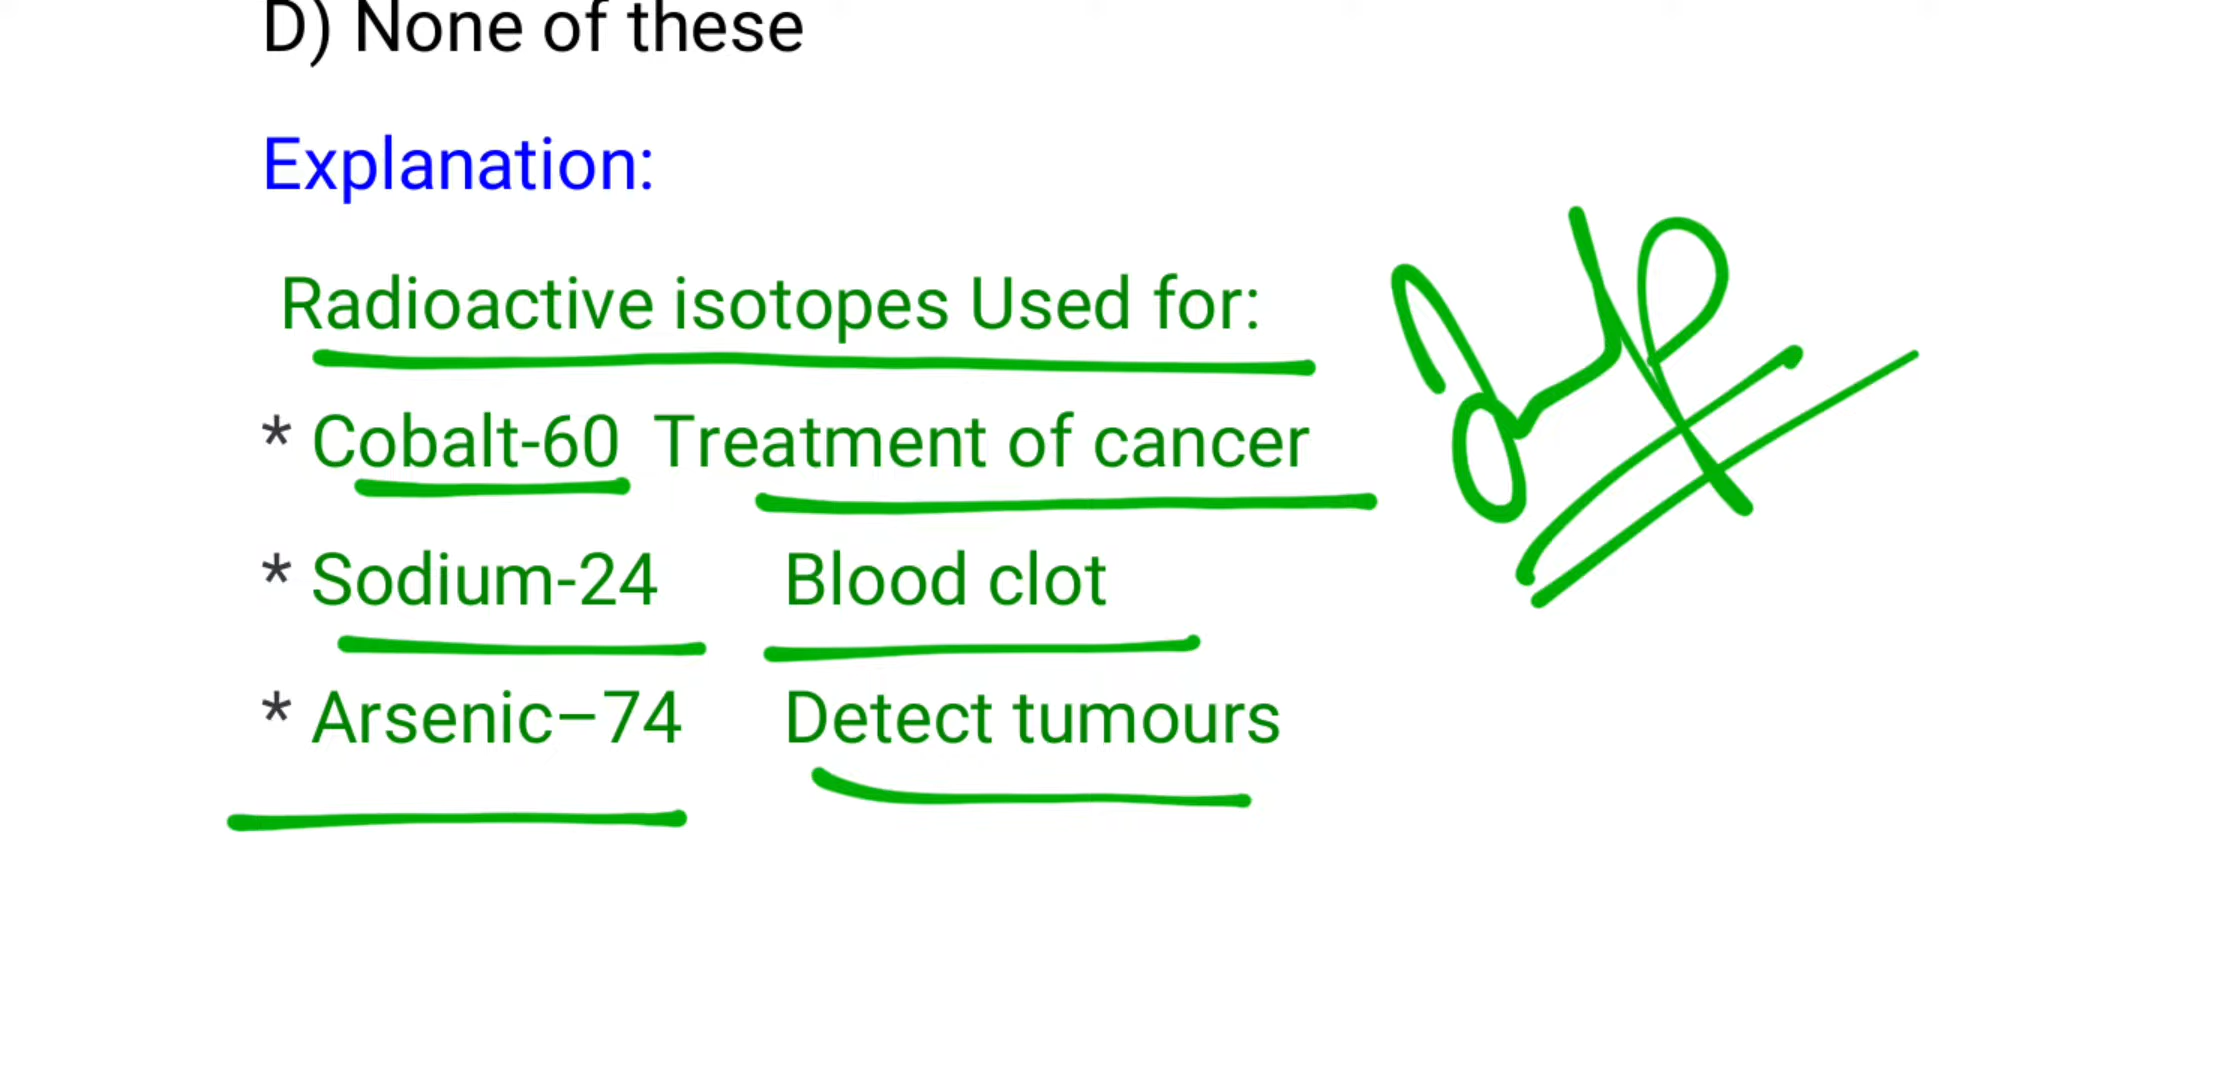 D) None of these
Explanation:
Radioactive isotopes Used for:
* Cobalt-60 Treatment of cancer
* Sodium-24 Blood clot
* Arsenic–74 Detect tumours